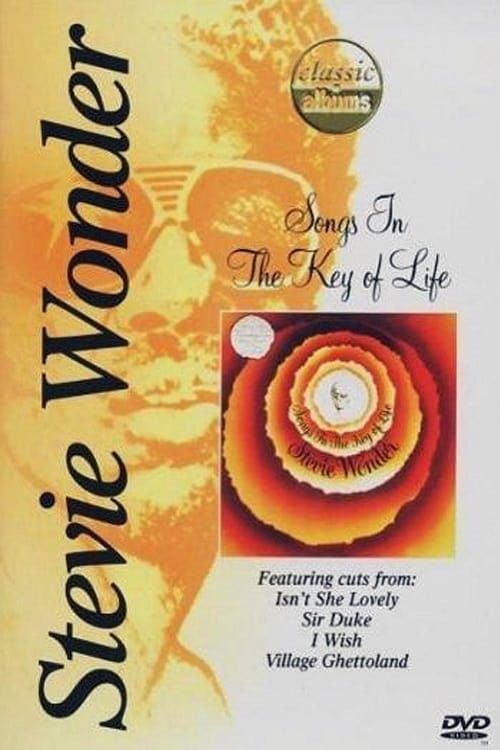 Stevie Wonder
classic
albums
Songs In
The Key of Life
Songs In The Key of Life
Stevie Wonder
Featuring cuts from:
Isn't She Lovely
Sir Duke
I Wish
Village Ghettoland
DVD
VIDEO